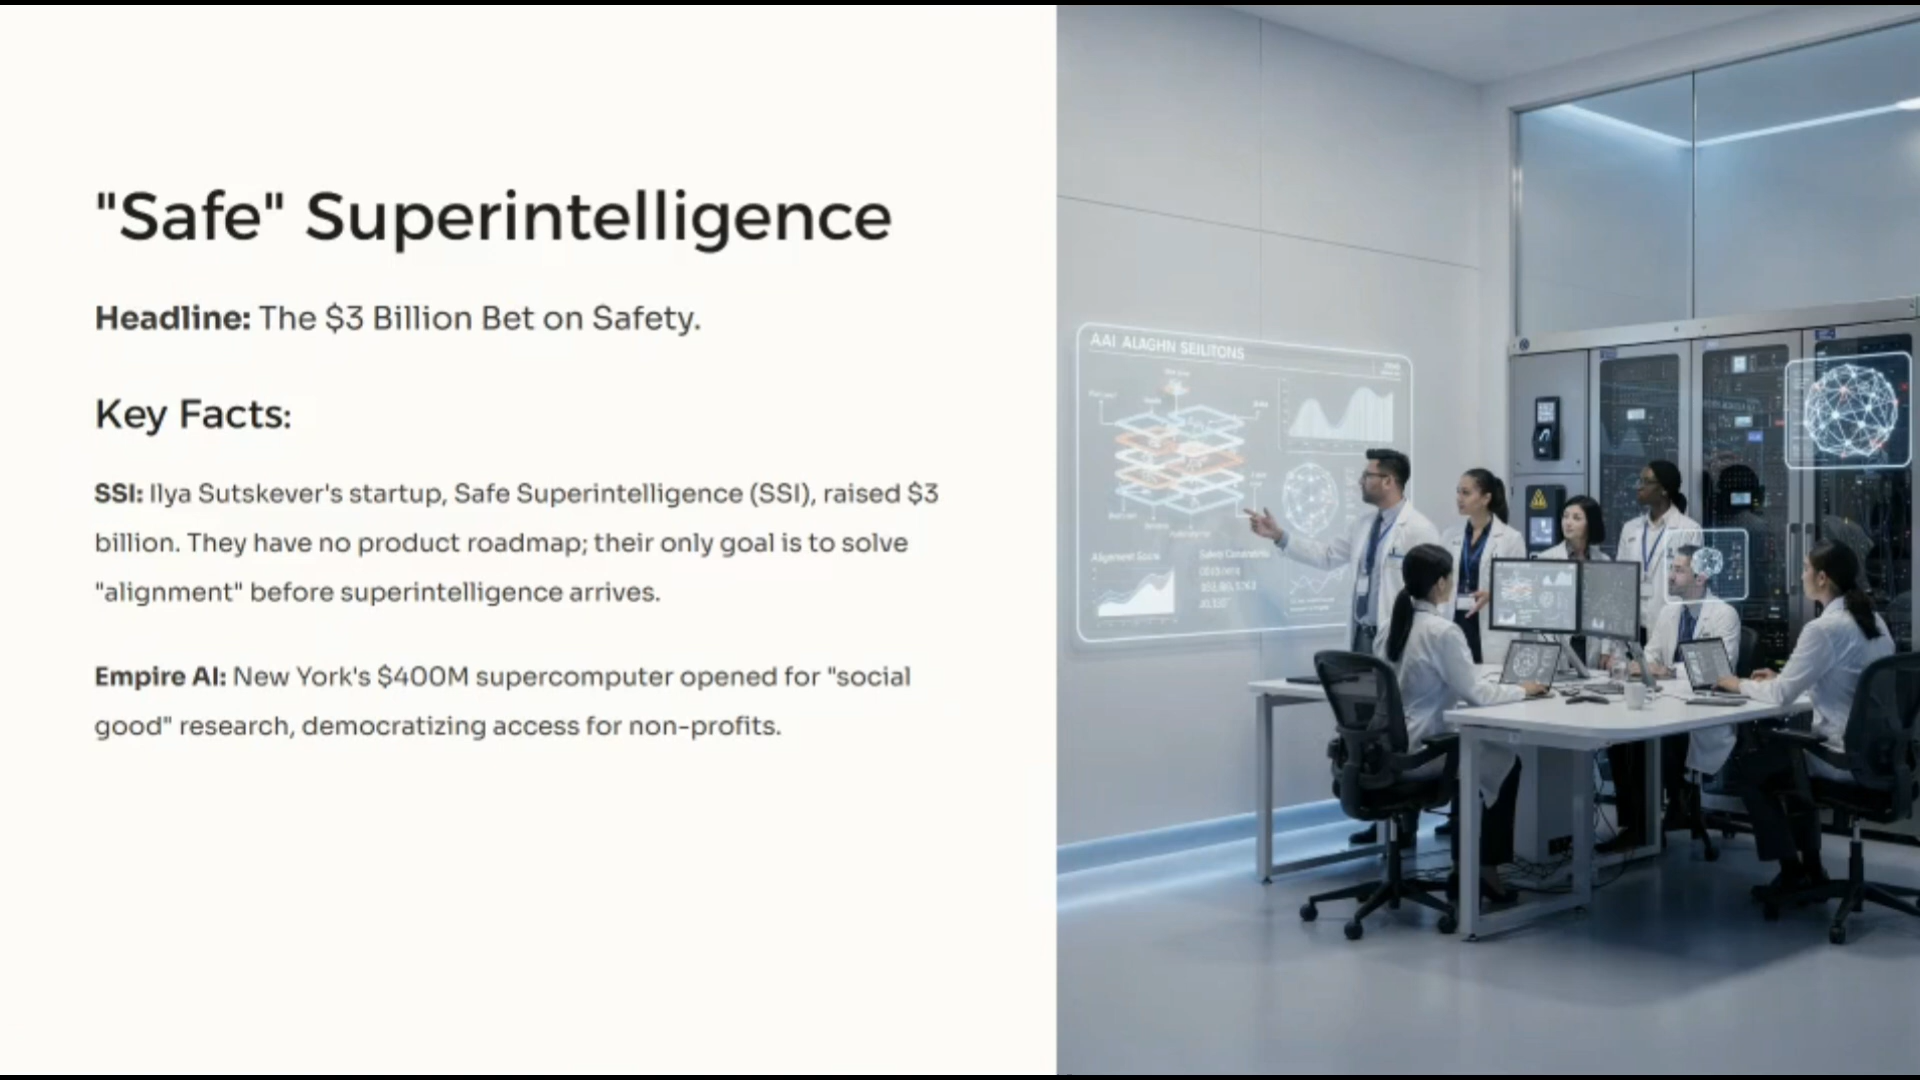 "Safe" Superintelligence
Headline: The $3 Billion Bet on Safety.
Key Facts:
SSI: Ilya Sutskever's startup, Safe Superintelligence (SSI), raised $3
billion. They have no product roadmap; their only goal is to solve
"alignment" before superintelligence arrives.
Empire AI: New York's $400M supercomputer opened for "social
good" research, democratizing access for non-profits.
AAI ALAGHN SEILITONS